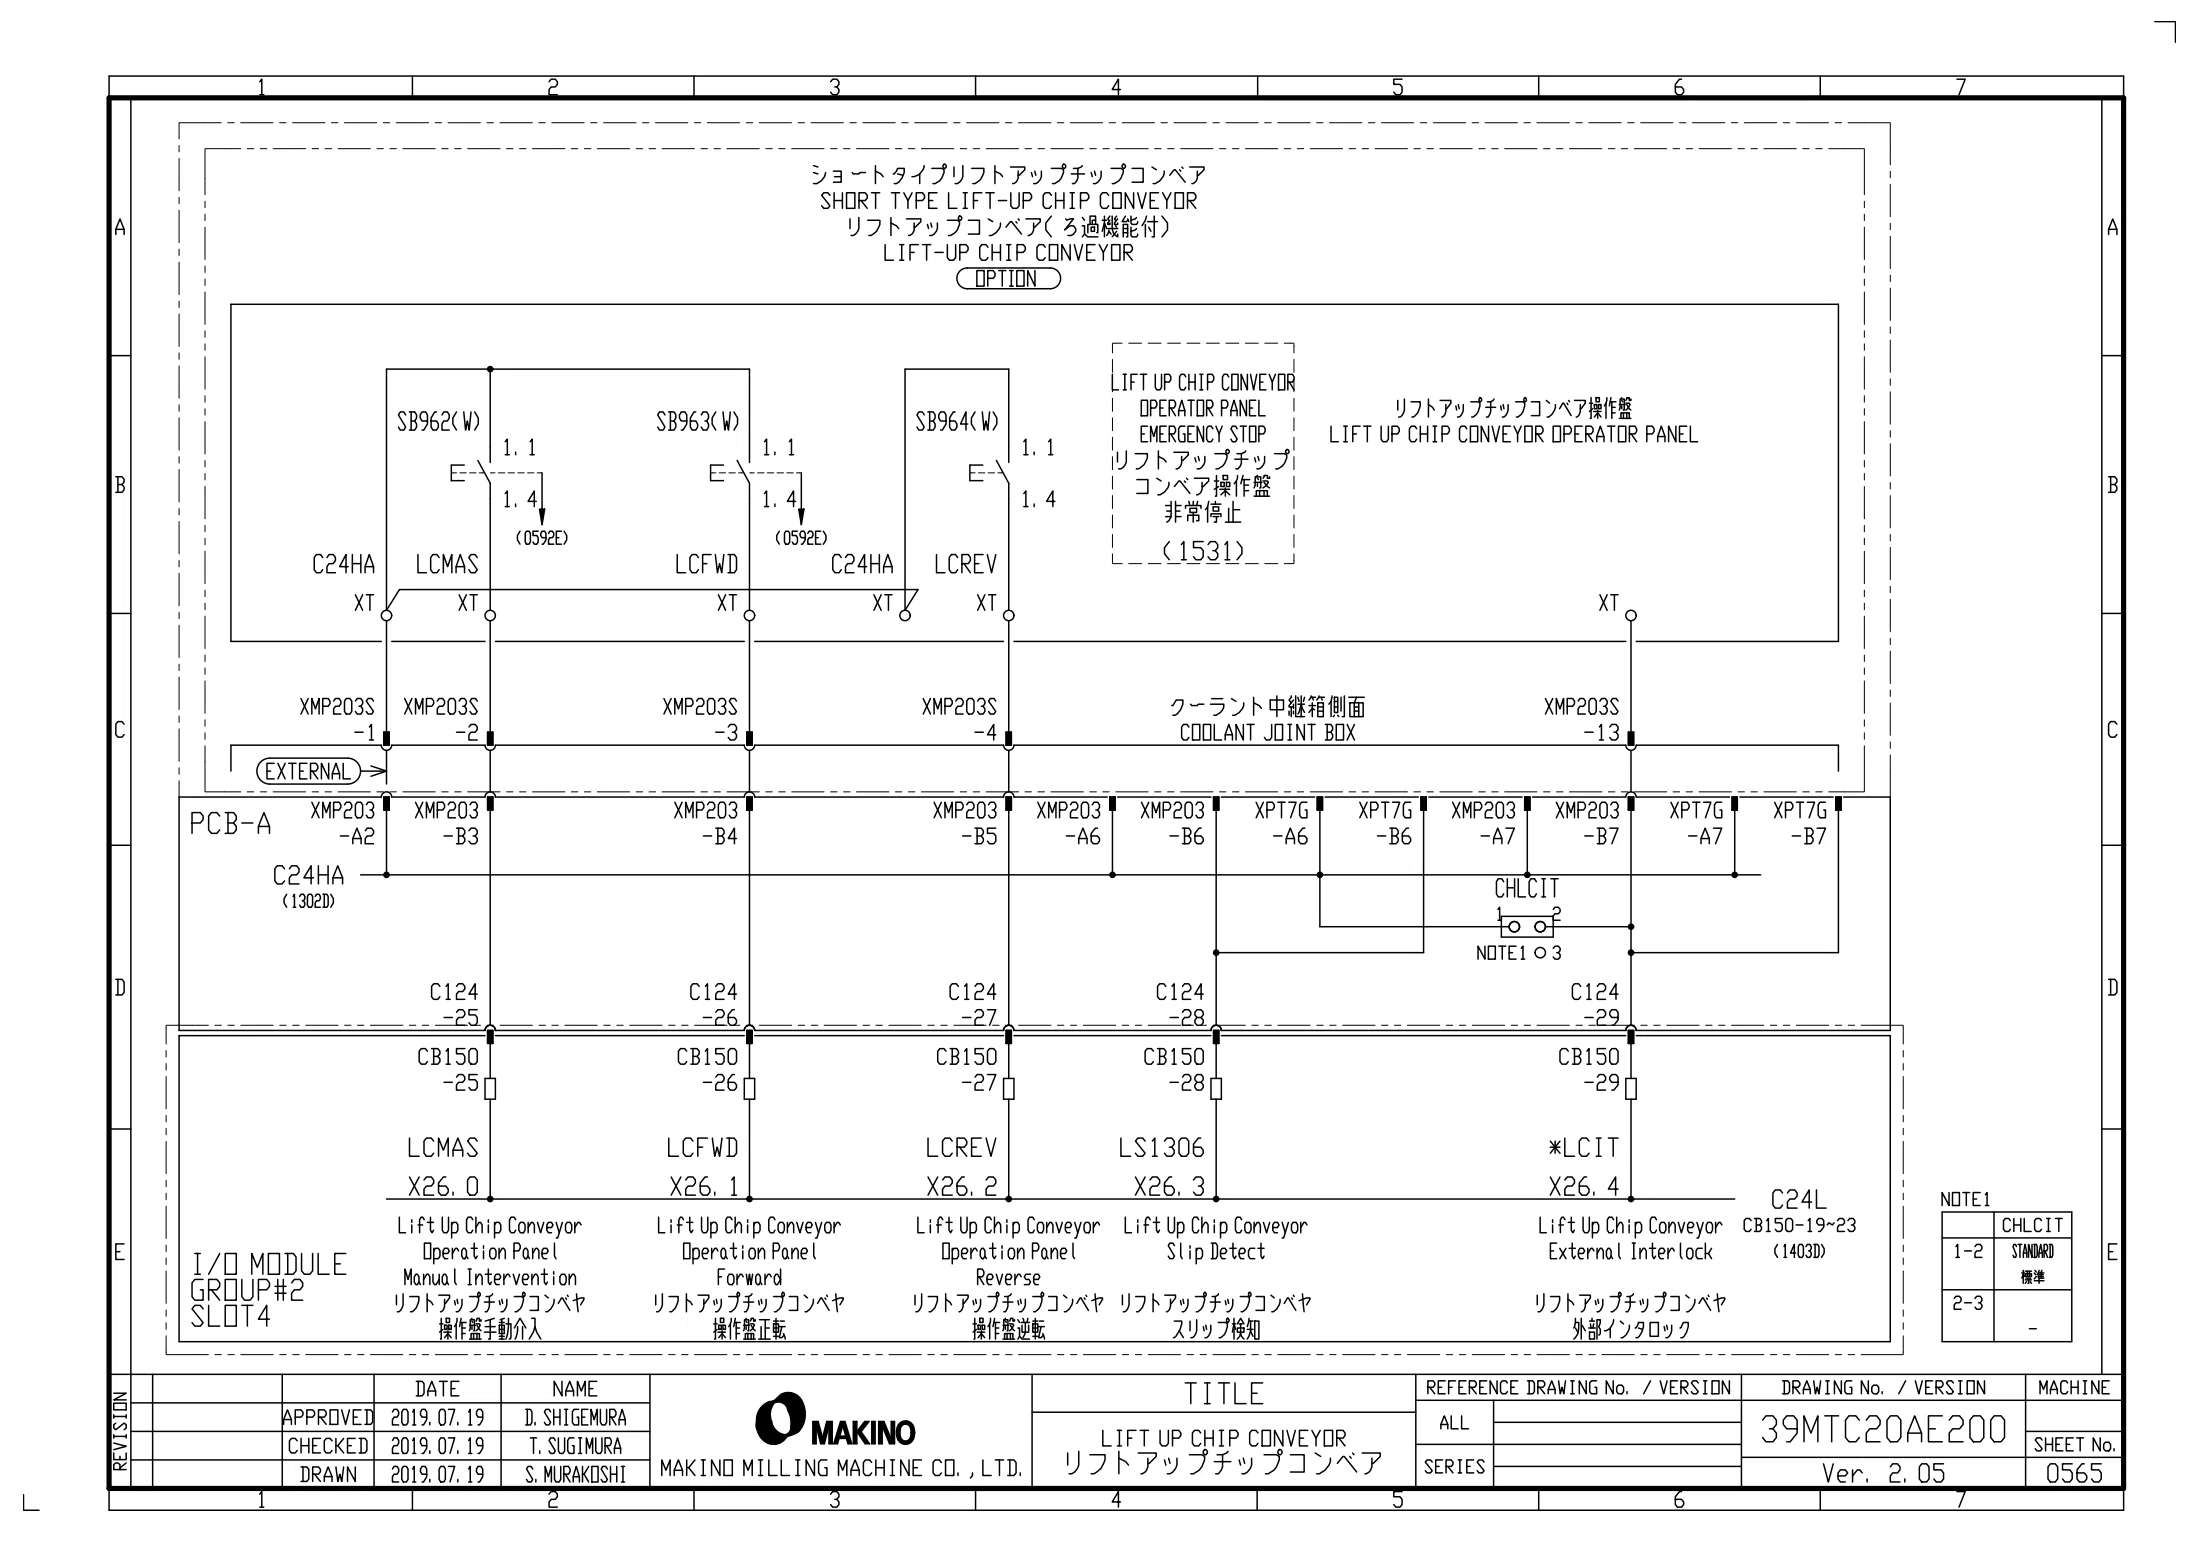 1 2 3 4 5 6 7
A A
B B
C C
D D
E E
ショートタイプリフトアップチップコンベア
SHORT TYPE LIFT-UP CHIP CONVEYOR
リフトアップコンベア(ろ過機能付)
LIFT-UP CHIP CONVEYOR
OPTION
SB962(W) SB963(W) SB964(W)
1. 1 1. 1 1. 1
1. 4 1. 4 1. 4
(0592E) (0592E)
LIFT UP CHIP CONVEYOR
OPERATOR PANEL
EMERGENCY STOP
リフトアップチップ
コンベア操作盤
非常停止
(1531)
リフトアップチップコンベア操作盤
LIFT UP CHIP CONVEYOR OPERATOR PANEL
C24HA LCMAS LCFWD C24HA LCREV
XT XT XT XT XT XT
XMP203S XMP203S XMP203S XMP203S クーラント中継箱側面 XMP203S
-1 -2 -3 -4 COOLANT JOINT BOX -13
EXTERNAL
PCB-A
XMP203 XMP203 XMP203 XMP203 XMP203 XMP203 XPT7G XPT7G XMP203 XMP203 XPT7G XPT7G
-A2 -B3 -B4 -B5 -A6 -B6 -A6 -B6 -A7 -B7 -A7 -B7
C24HA
(1302D)
CHLCIT
1 2
NOTE1 3
C124 C124 C124 C124 C124
-25 -26 -27 -28 -29
CB150 CB150 CB150 CB150 CB150
-25 -26 -27 -28 -29
LCMAS LCFWD LCREV LS1306 *LCIT
X26. 0 X26. 1 X26. 2 X26. 3 X26. 4
I/O MODULE
GROUP#2
SLOT4
Lift Up Chip Conveyor
Operation Panel
Manual Intervention
リフトアップチップコンベヤ
操作盤手動介入
Lift Up Chip Conveyor
Operation Panel
Forward
リフトアップチップコンベヤ
操作盤正転
Lift Up Chip Conveyor
Operation Panel
Reverse
リフトアップチップコンベヤ
操作盤逆転
Lift Up Chip Conveyor
Slip Detect
リフトアップチップコンベヤ
スリップ検知
Lift Up Chip Conveyor
External Interlock
リフトアップチップコンベヤ
外部インタロック
C24L
CB150-19~23
(1403D)
NOTE1
CHLCIT
1-2 STANDARD
標準
2-3
-
REVISION
DATE NAME
APPROVED 2019. 07. 19 D. SHIGEMURA
CHECKED 2019. 07. 19 T. SUGIMURA
DRAWN 2019. 07. 19 S. MURAKOSHI
MAKINO
MAKINO MILLING MACHINE CO. , LTD.
TITLE
LIFT UP CHIP CONVEYOR
リフトアップチップコンベア
REFERENCE DRAWING No. / VERSION
ALL
SERIES
DRAWING No. / VERSION
39MTC20AE200
Ver. 2. 05
MACHINE
SHEET No.
0565
1 2 3 4 5 6 7